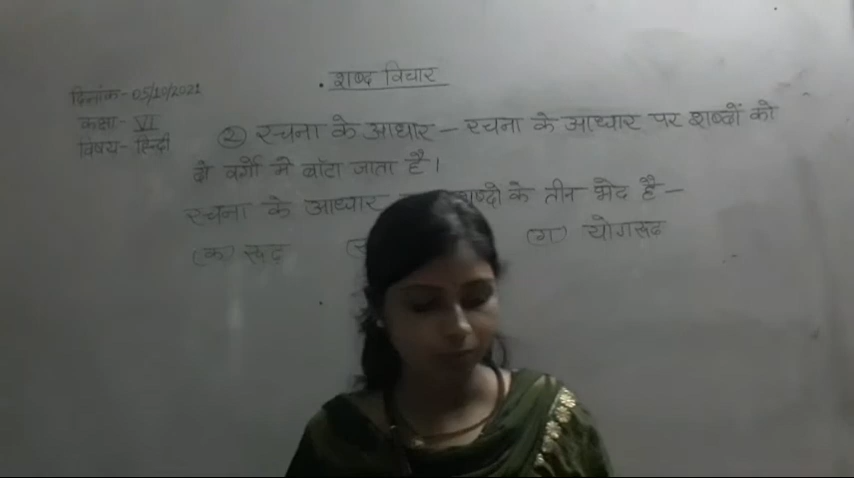 शब्द विचार
दिनांक- 05/10/2021
कक्षा- VI
विषय- हिन्दी
② रचना के आधार – रचना के आधार पर शब्दों को
दो वर्गों में बाँटा जाता है।
रचना के आधार शब्दो के तीन भेद है –
(क) रूढ़ (ग) योगरूढ़